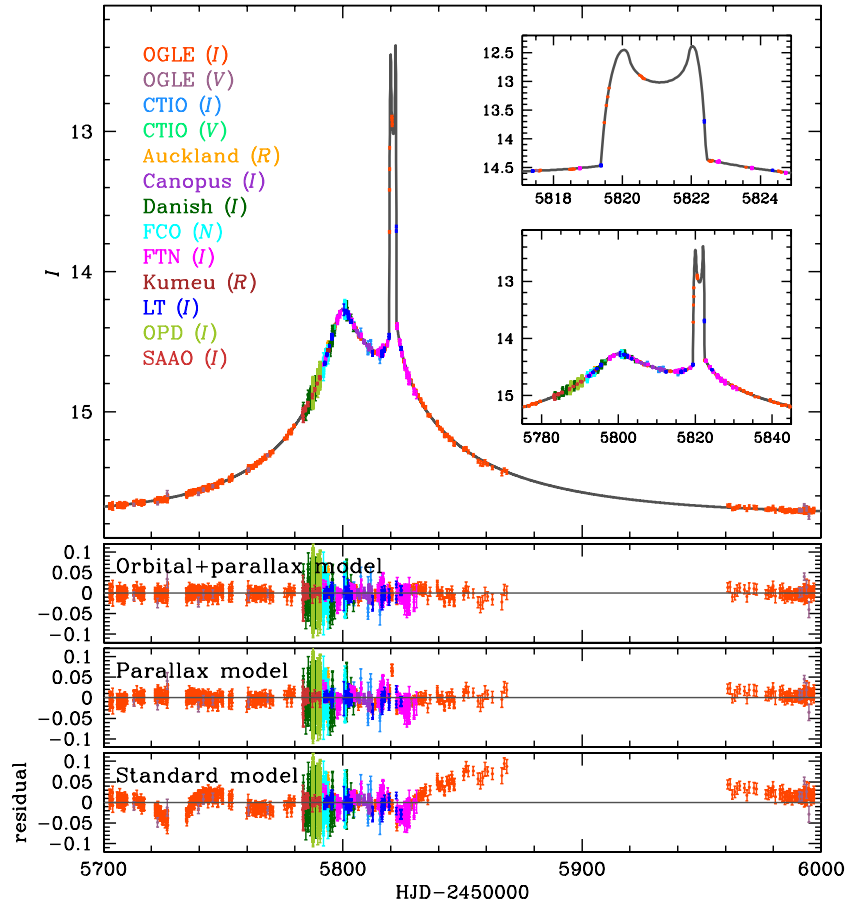 OGLE (I)
OGLE (V)
CTIO (I)
CTIO (V)
Auckland (R)
Canopus (I)
Danish (I)
FCO (N)
FTN (I)
Kumeu (R)
LT (I)
OPD (I)
SAAO (I)
13
14
15
I
12.5
13
13.5
14
14.5
5818 5820 5822 5824
13
14
15
5780 5800 5820 5840
Orbital+parallax model
0.1
0.05
0
−0.05
−0.1
Parallax model
0.1
0.05
0
−0.05
−0.1
Standard model
0.1
0.05
0
−0.05
−0.1
residual
5700 5800 5900 6000
HJD−2450000